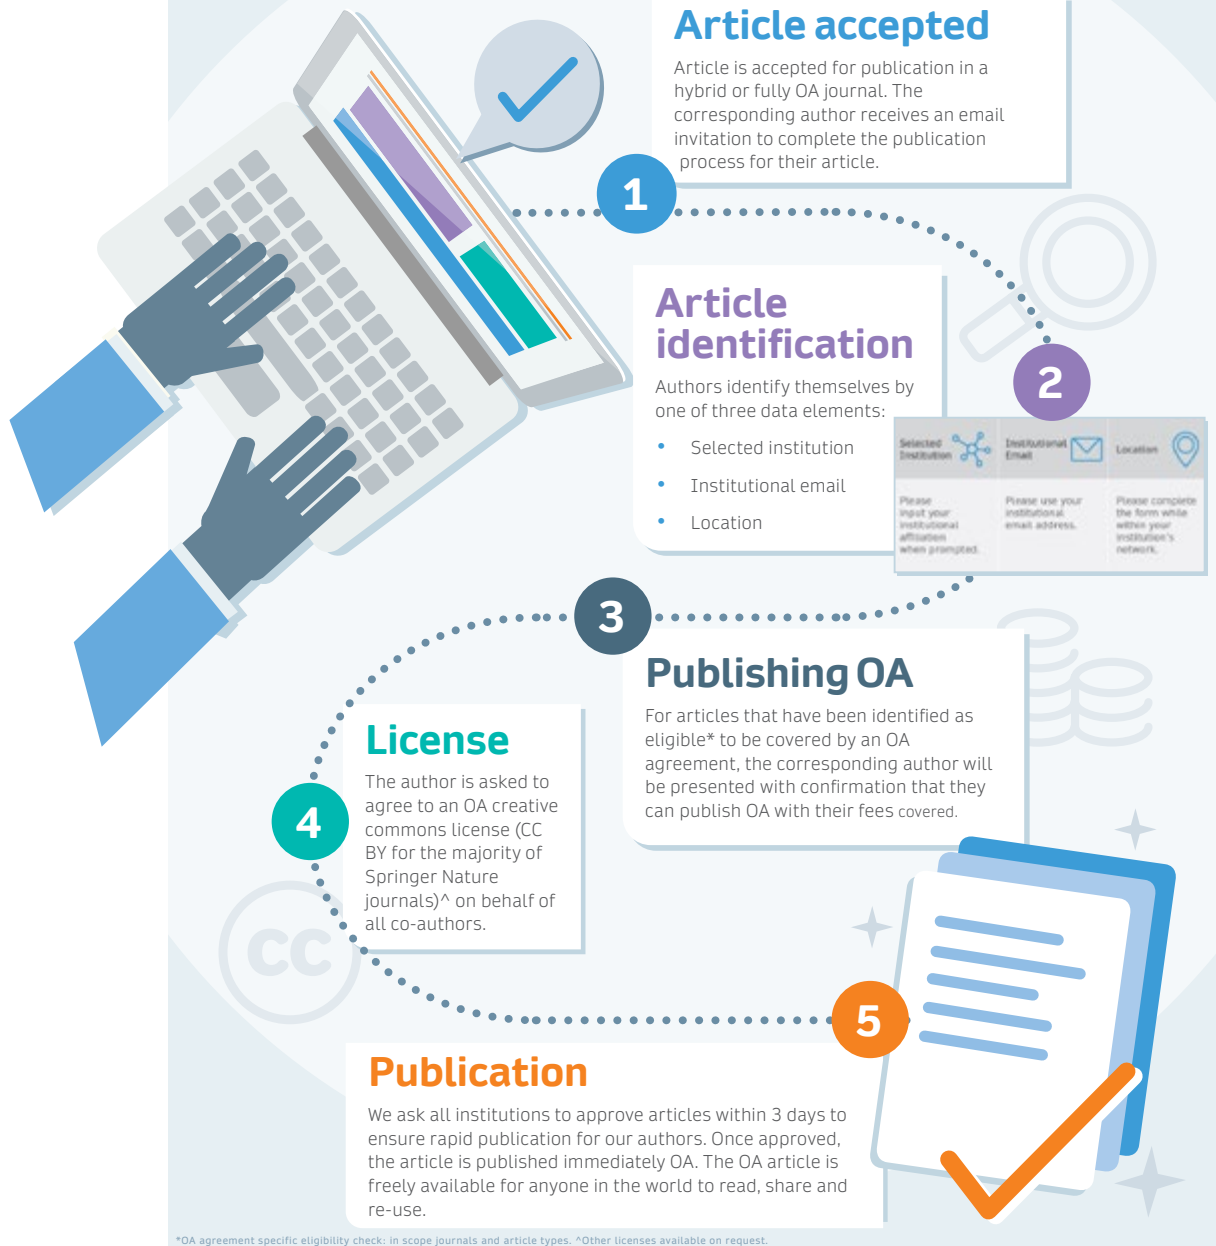 Article accepted
Article is accepted for publication in a
hybrid or fully OA journal. The
corresponding author receives an email
invitation to complete the publication
process for their article.
1
Article
identification
Authors identify themselves by
one of three data elements:
• Selected institution
• Institutional email
• Location
2
Selected
Institution
Institutional
Email
Location
Please
input your
institutional
affiliation
when prompted.
Please use your
institutional
email address.
Please complete
the form while
within your
institution's
network.
3
Publishing OA
For articles that have been identified as
eligible* to be covered by an OA
agreement, the corresponding author will
be presented with confirmation that they
can publish OA with their fees covered.
License
The author is asked to
agree to an OA creative
commons license (CC
BY for the majority of
Springer Nature
journals)^ on behalf of
all co-authors.
4
cc
5
Publication
We ask all institutions to approve articles within 3 days to
ensure rapid publication for our authors. Once approved,
the article is published immediately OA. The OA article is
freely available for anyone in the world to read, share and
re-use.
*OA agreement specific eligibility check: in scope journals and article types. ^Other licenses available on request.